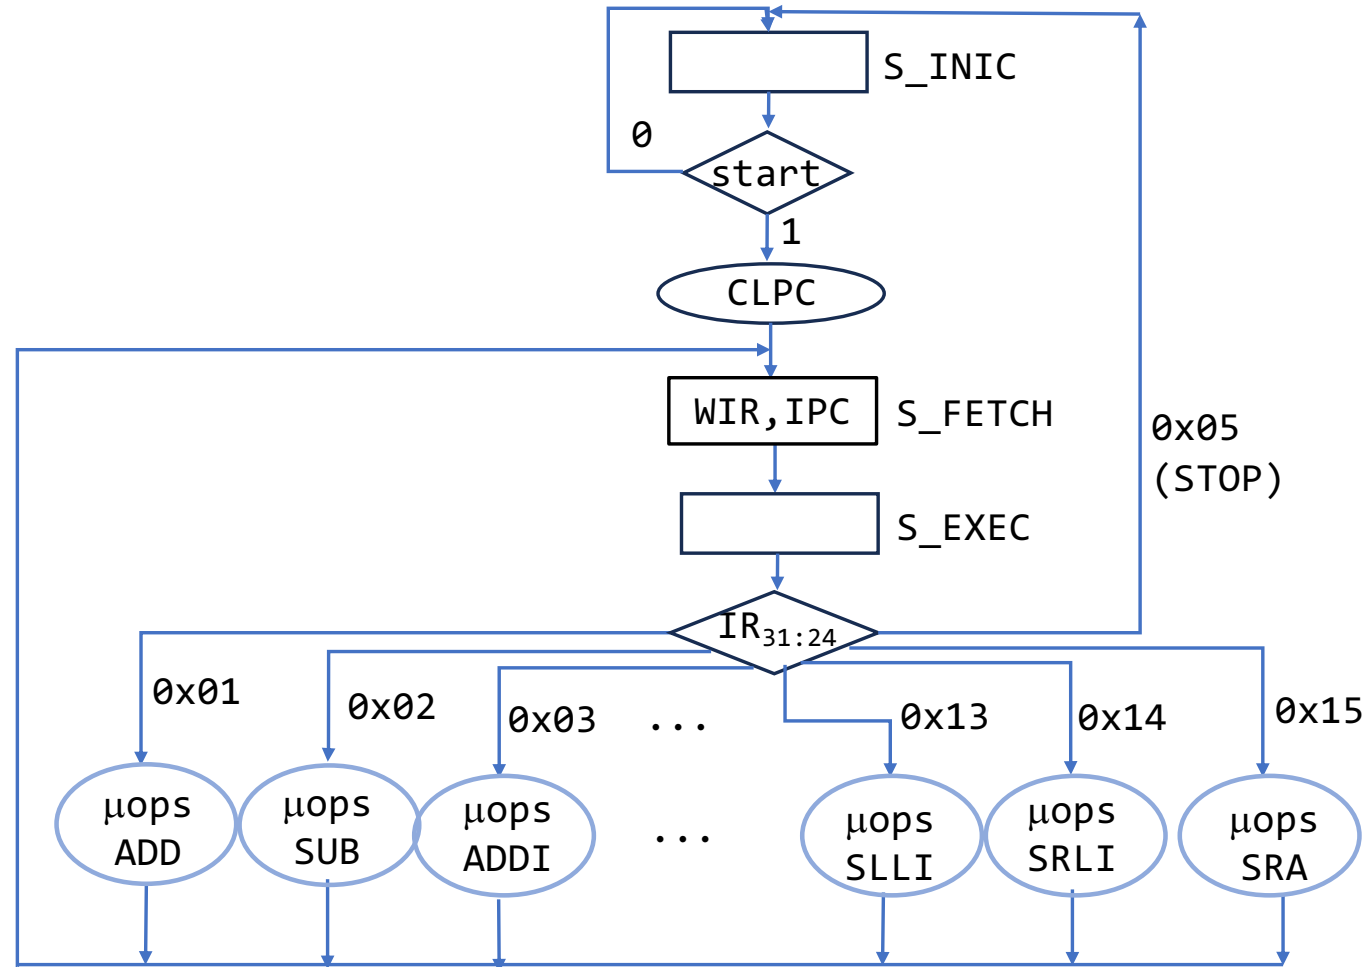 S_INIC
0
start
1
CLPC
WIR,IPC
S_FETCH
0x05
(STOP)
S_EXEC
IR31:24
0x01
0x02
0x03
...
0x13
0x14
0x15
μops
ADD
μops
SUB
μops
ADDI
...
μops
SLLI
μops
SRLI
μops
SRA